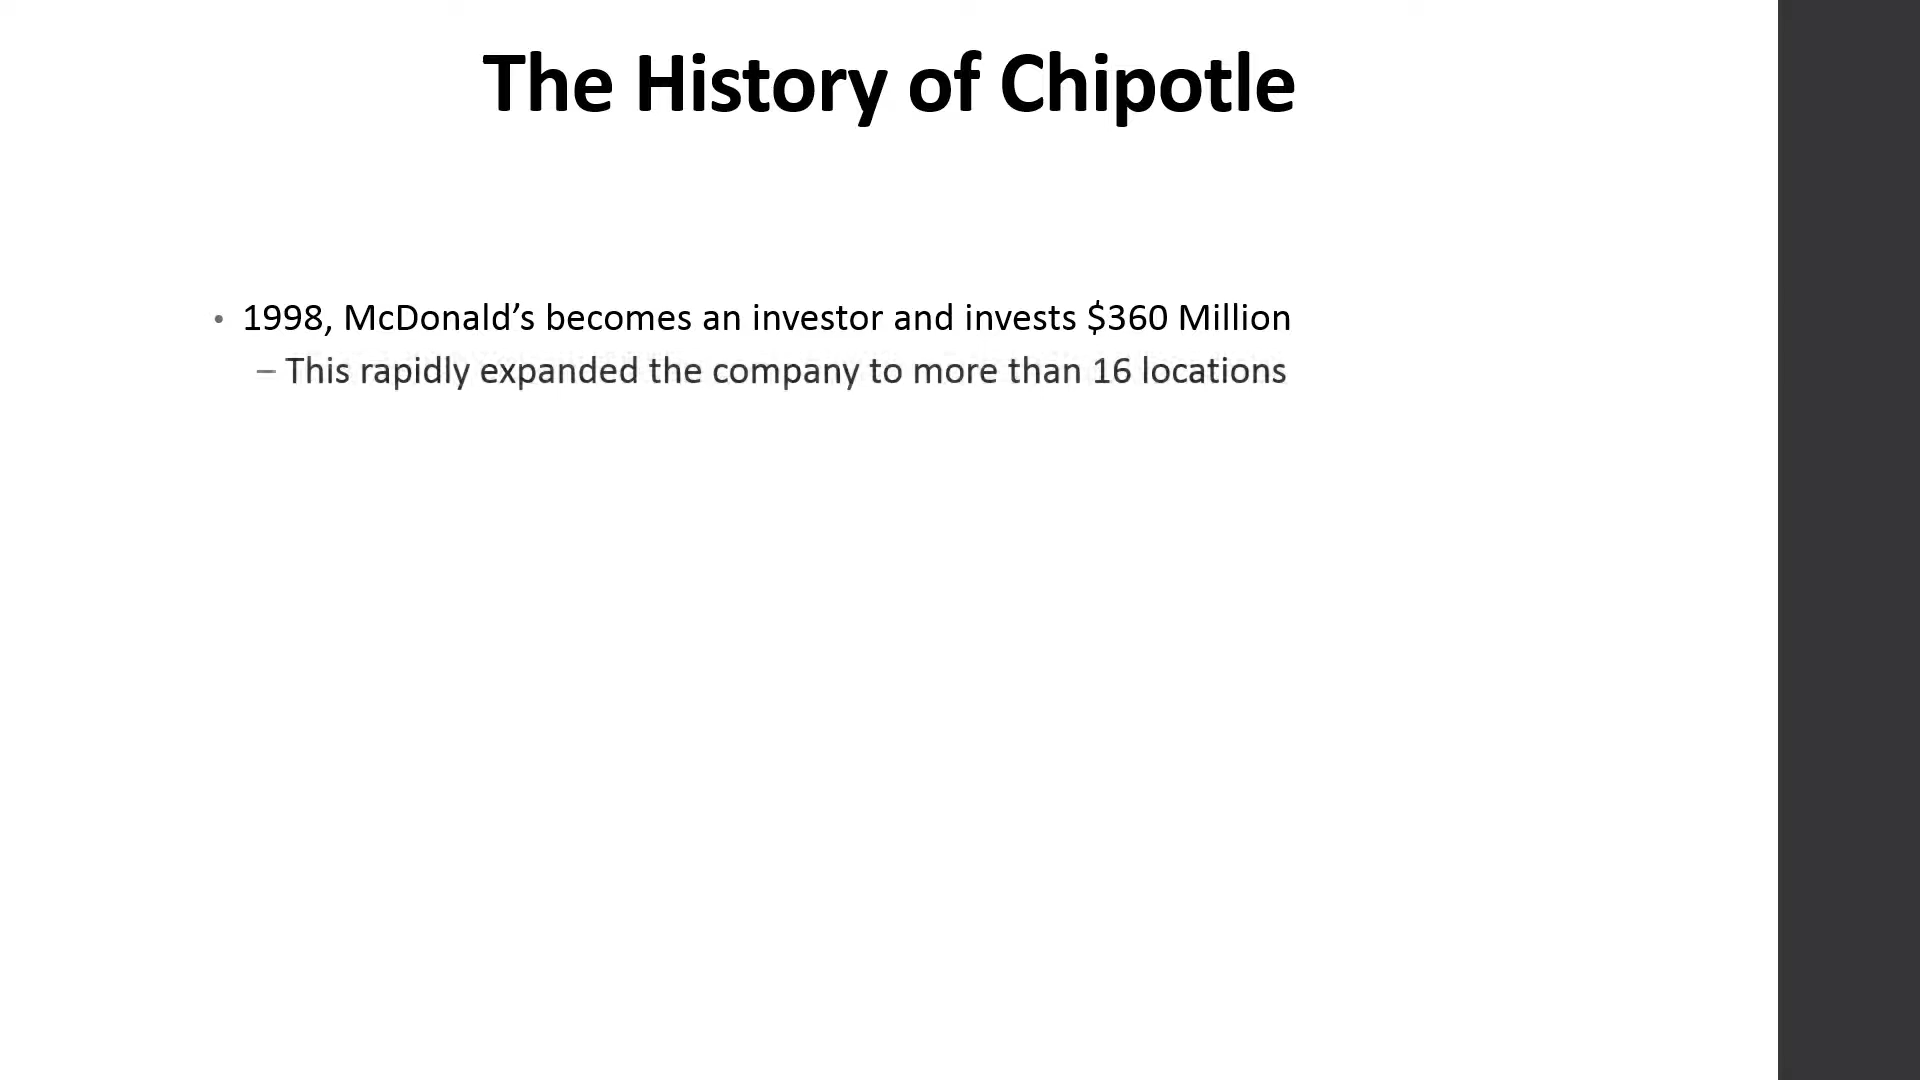 The History of Chipotle
• 1998, McDonald’s becomes an investor and invests $360 Million
– This rapidly expanded the company to more than 16 locations